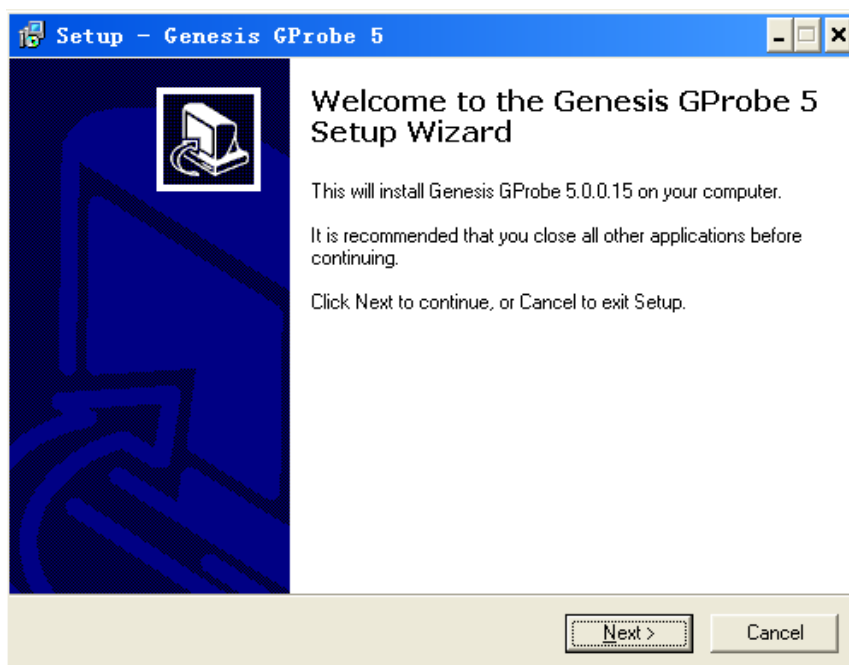 Setup - Genesis GProbe 5
Welcome to the Genesis GProbe 5
Setup Wizard
This will install Genesis GProbe 5.0.0.15 on your computer.
It is recommended that you close all other applications before
continuing.
Click Next to continue, or Cancel to exit Setup.
Next >
Cancel